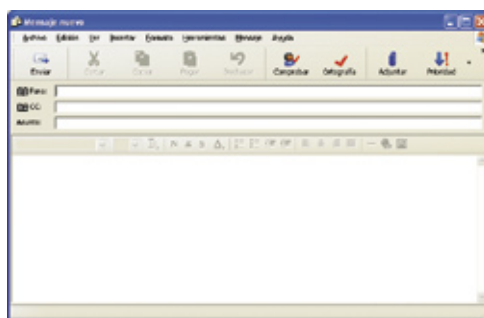 Mensaje nuevo
Archivo Edición Ver Insertar Formato Herramientas Mensaje Ayuda
Enviar Cortar Copiar Pegar Deshacer Comprobar Ortografía Adjuntar Prioridad
Para:
CC:
Asunto:
N K S A